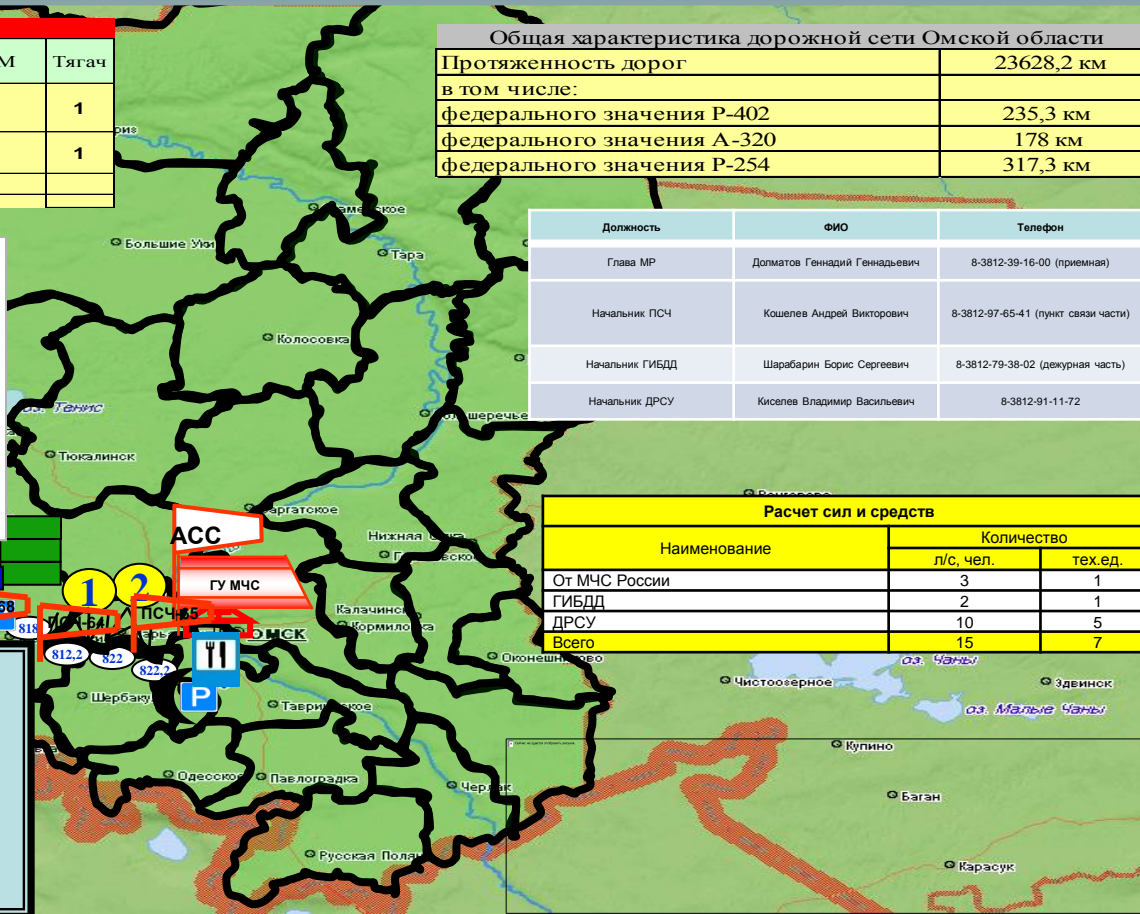 М Тягач
1
1
Общая характеристика дорожной сети Омской области
Протяженность дорог 23628,2 км
в том числе:
федерального значения Р-402 235,3 км
федерального значения А-320 178 км
федерального значения Р-254 317,3 км
Большие Уки
Тара
Должность ФИО Телефон
Глава МР Долматов Геннадий Геннадьевич 8-3812-39-16-00 (приемная)
Начальник ПСЧ Кошелев Андрей Викторович 8-3812-97-65-41 (пункт связи части)
Начальник ГИБДД Шарабарин Борис Сергеевич 8-3812-79-38-02 (дежурная часть)
Начальник ДРСУ Киселев Владимир Васильевич 8-3812-91-11-72
Колосовка
оз. Тенис
Тюкалинск
Расчет сил и средств
Наименование Количество
л/с, чел. тех.ед.
От МЧС России 3 1
ГИБДД 2 1
ДРСУ 10 5
Всего 15 7
АСС
Нижняя
ГУ МЧС
1 2
68 ПСЧ-64 ПСЧ-65
818
812,2 822 822,2
ОМСК
Калачинск
Кормиловка
P
оз. Чаны
Чистоозерное
Здвинск
оз. Малые Чаны
Купино
Одесское
Павлоградка
Черлак
Баган
Русская Поляна
Карасук